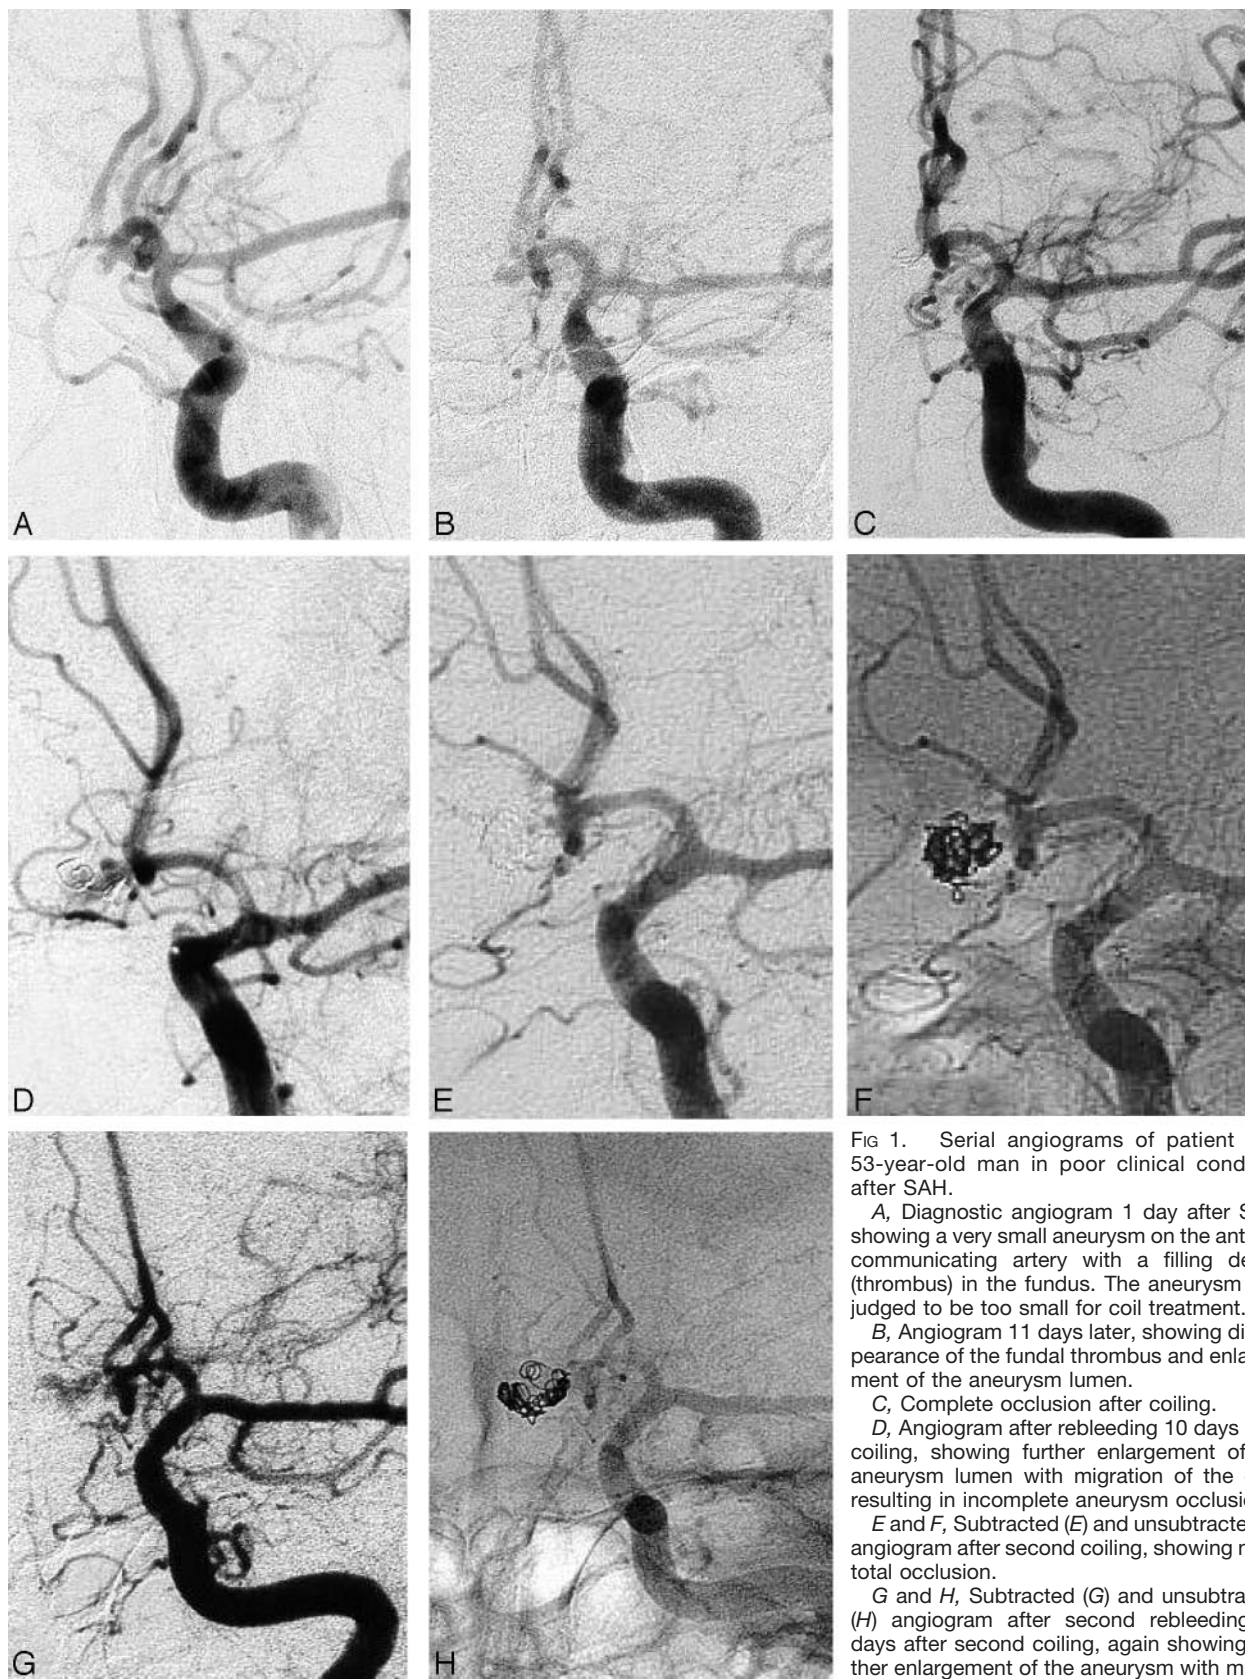 A
B
C
D
E
F
G
H
FIG 1. Serial angiograms of patient
53-year-old man in poor clinical cond
after SAH.
A, Diagnostic angiogram 1 day after S
showing a very small aneurysm on the ant
communicating artery with a filling de
(thrombus) in the fundus. The aneurysm
judged to be too small for coil treatment.
B, Angiogram 11 days later, showing di
pearance of the fundal thrombus and enla
ment of the aneurysm lumen.
C, Complete occlusion after coiling.
D, Angiogram after rebleeding 10 days
coiling, showing further enlargement of
aneurysm lumen with migration of the
resulting in incomplete aneurysm occlusi
E and F, Subtracted (E) and unsubtracte
angiogram after second coiling, showing n
total occlusion.
G and H, Subtracted (G) and unsubtra
(H) angiogram after second rebleeding
days after second coiling, again showing
ther enlargement of the aneurysm with m